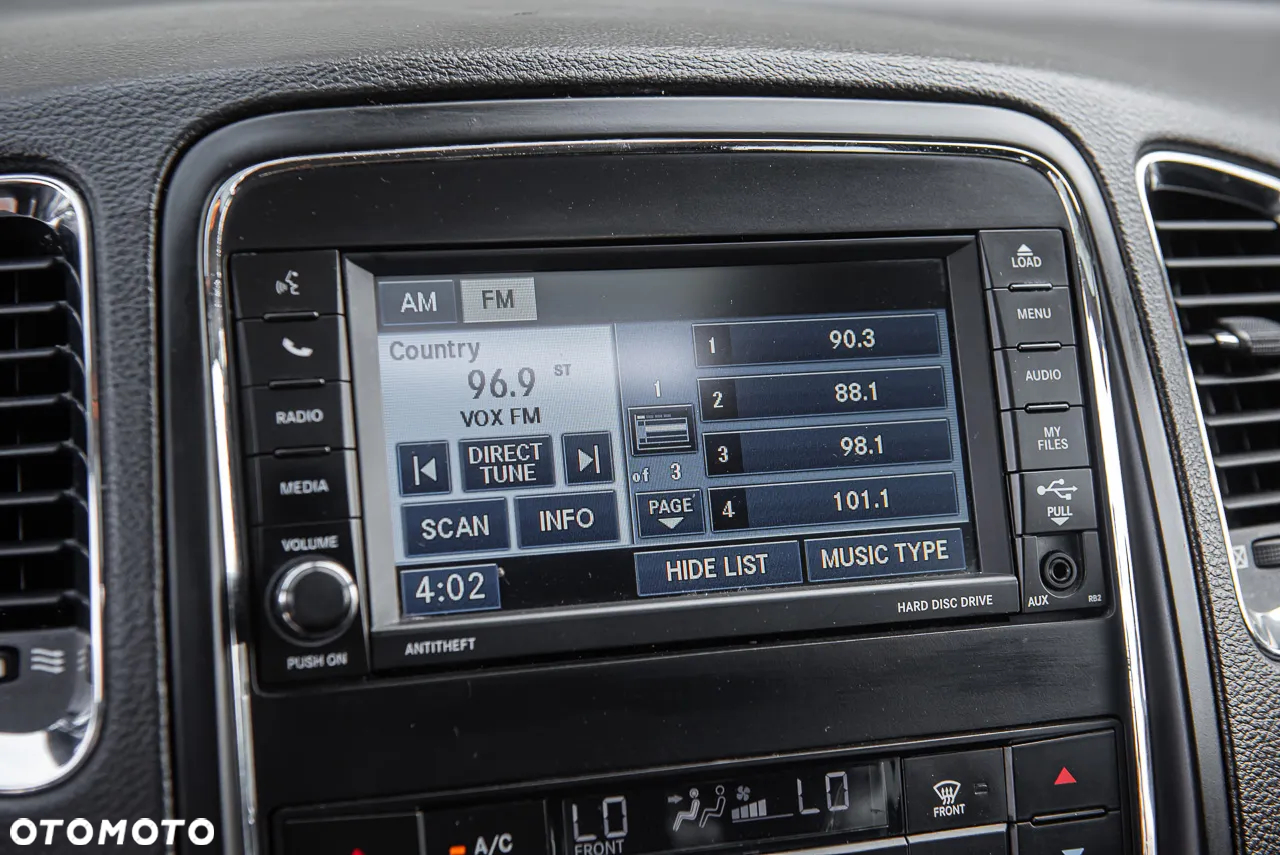 AM FM
Country
96.9 ST
VOX FM
DIRECT
TUNE
SCAN INFO
4:02
1
of 3
PAGE
1 90.3
2 88.1
3 98.1
4 101.1
HIDE LIST MUSIC TYPE
RADIO
MEDIA
VOLUME
PUSH ON
ANTITHEFT
HARD DISC DRIVE
LOAD
MENU
AUDIO
MY
FILES
PULL
AUX RB2
A/C
LO
FRONT
LO
FRONT
OTOMOTO